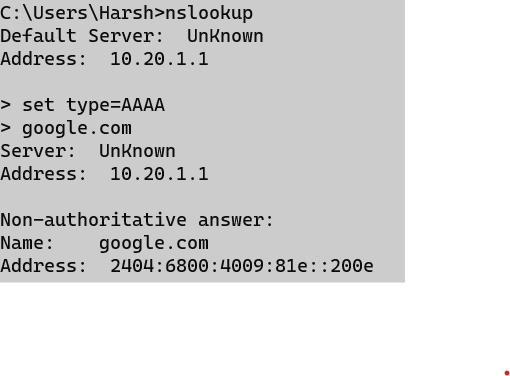 C:\Users\Harsh>nslookup
Default Server:  UnKnown
Address:  10.20.1.1

> set type=AAAA
> google.com
Server:  UnKnown
Address:  10.20.1.1

Non-authoritative answer:
Name:    google.com
Address:  2404:6800:4009:81e::200e